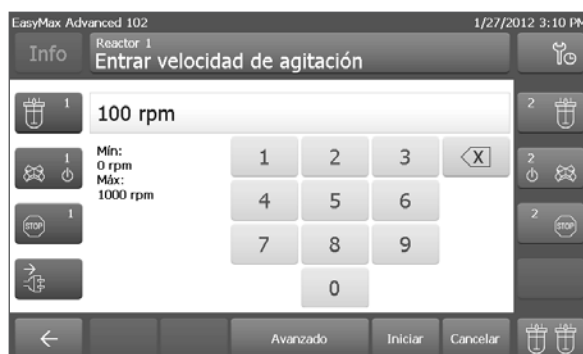 EasyMax Advanced 102
1/27/2012 3:10 PM
Info
Reactor 1
Entrar velocidad de agitación
1
100 rpm
2
1
Mín:
0 rpm
Máx:
1000 rpm
1 2 3 X
2
1
4 5 6
2
STOP
STOP
7 8 9
0
Avanzado
Iniciar
Cancelar